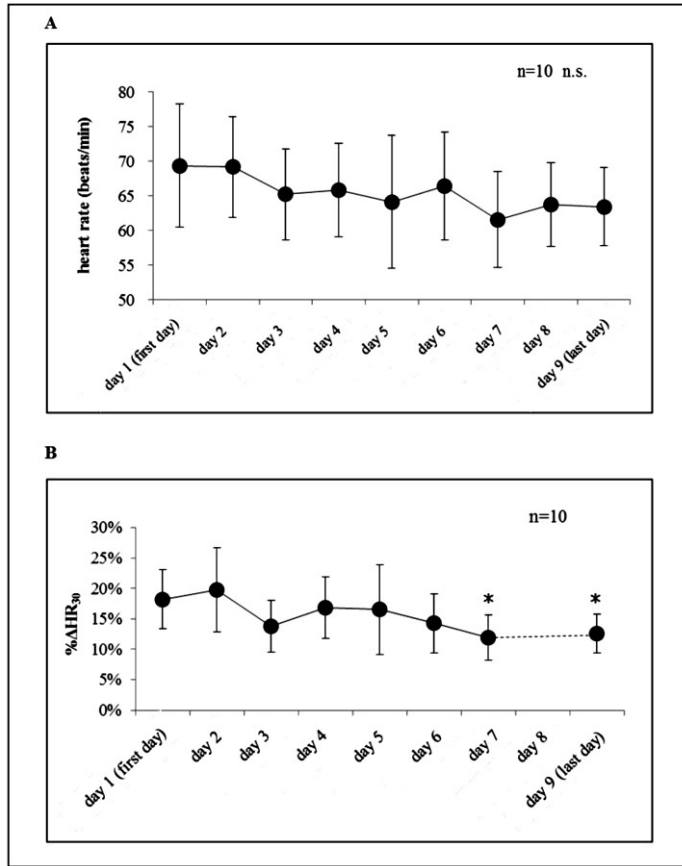 A
n=10 n.s.
heart rate (beats/min)
80
75
70
65
60
55
50
day 1 (first day)
day 2
day 3
day 4
day 5
day 6
day 7
day 8
day 9 (last day)
B
n=10
%ΔHR30
30%
25%
20%
15%
10%
5%
0%
*
*
day 1 (first day)
day 2
day 3
day 4
day 5
day 6
day 7
day 8
day 9 (last day)